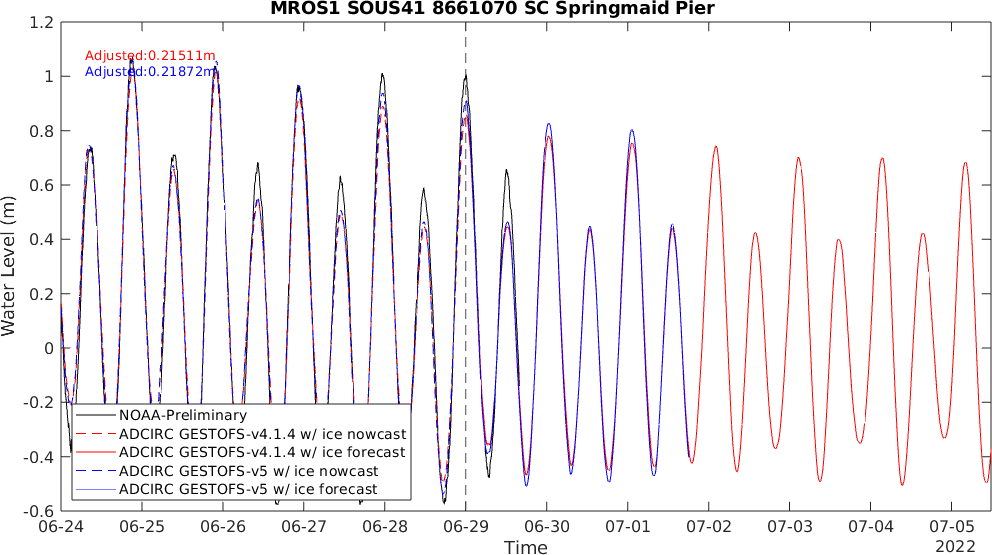 MROS1 SOUS41 8661070 SC Springmaid Pier
Adjusted:0.21511m
Adjusted:0.21872m
Water Level (m)
1.2
1
0.8
0.6
0.4
0.2
0
-0.2
-0.4
-0.6
NOAA-Preliminary
ADCIRC GESTOFS-v4.1.4 w/ ice nowcast
ADCIRC GESTOFS-v4.1.4 w/ ice forecast
ADCIRC GESTOFS-v5 w/ ice nowcast
ADCIRC GESTOFS-v5 w/ ice forecast
06-24 06-25 06-26 06-27 06-28 06-29 06-30 07-01 07-02 07-03 07-04 07-05
Time
2022